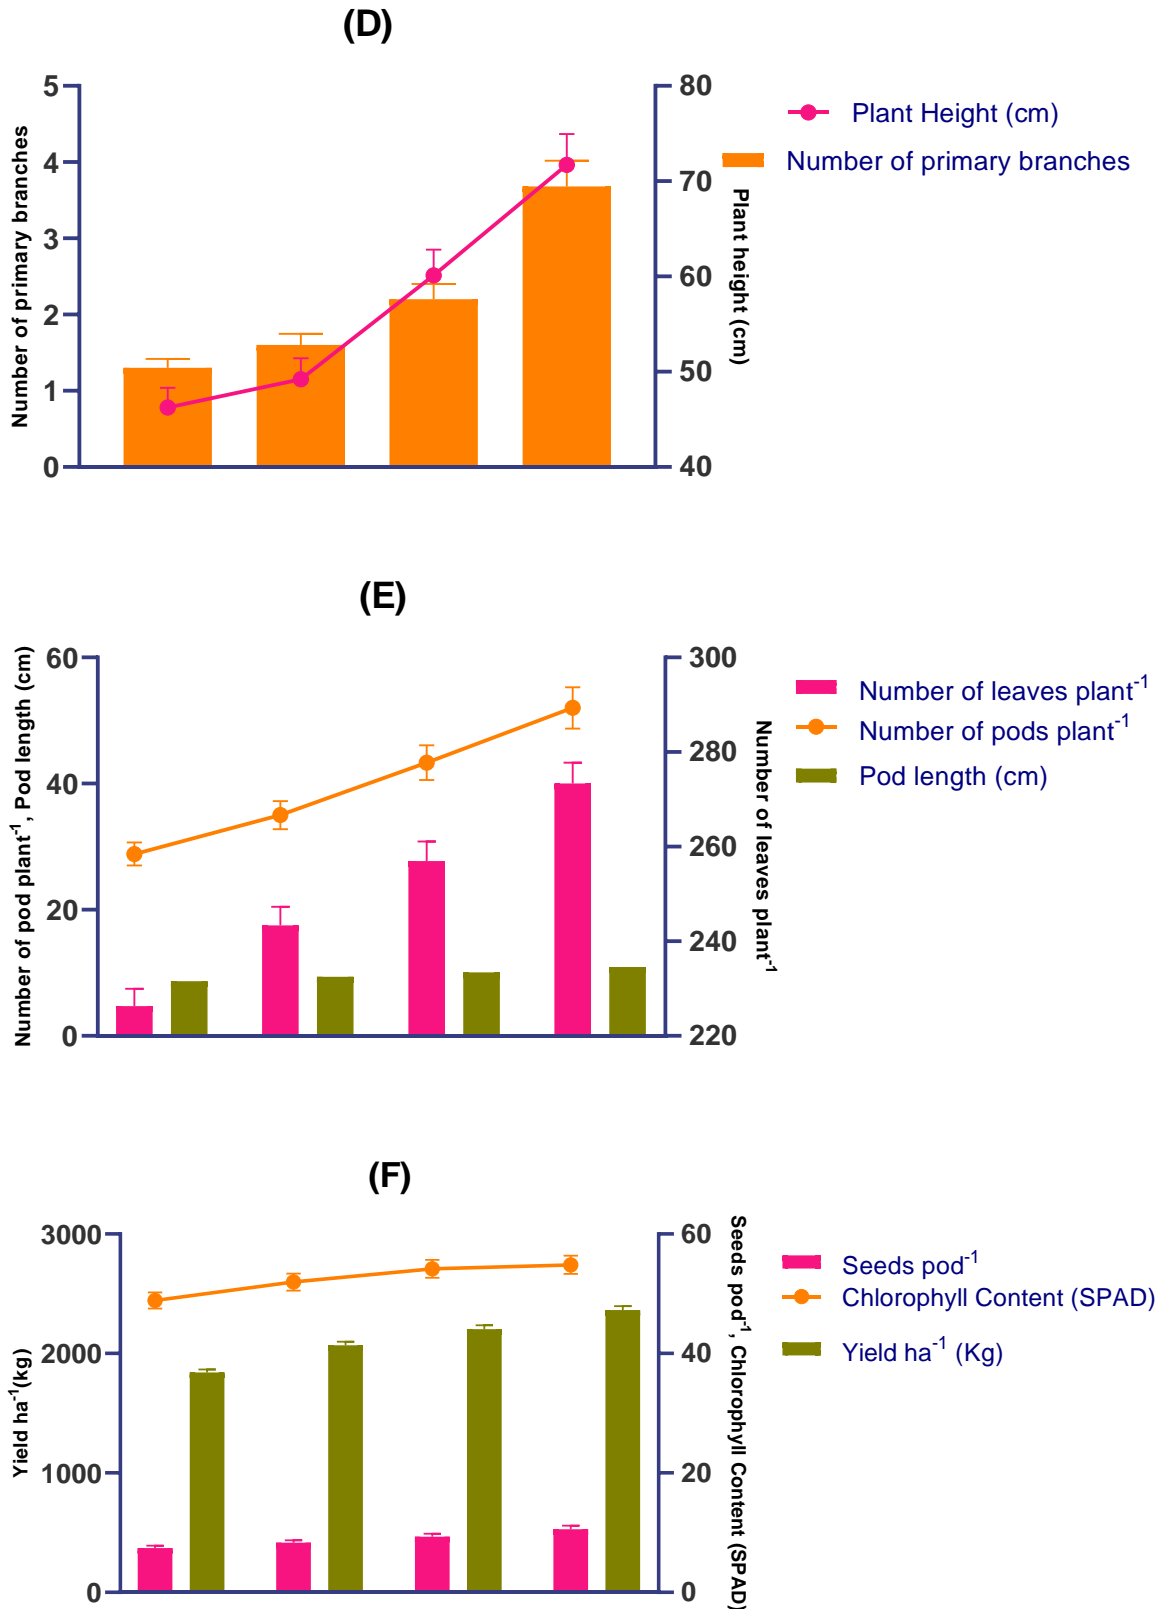 (D)
5
4
3
2
1
0
Number of primary branches
80
70
60
50
40
Plant height (cm)
Plant Height (cm)
Number of primary branches
(E)
60
40
20
0
Number of pod plant⁻¹, Pod length (cm)
300
280
260
240
220
Number of leaves plant⁻¹
Number of leaves plant⁻¹
Number of pods plant⁻¹
Pod length (cm)
(F)
3000
2000
1000
0
Yield ha⁻¹(kg)
60
40
20
0
Seeds pod⁻¹, Chlorophyll Content (SPAD)
Seeds pod⁻¹
Chlorophyll Content (SPAD)
Yield ha⁻¹ (Kg)